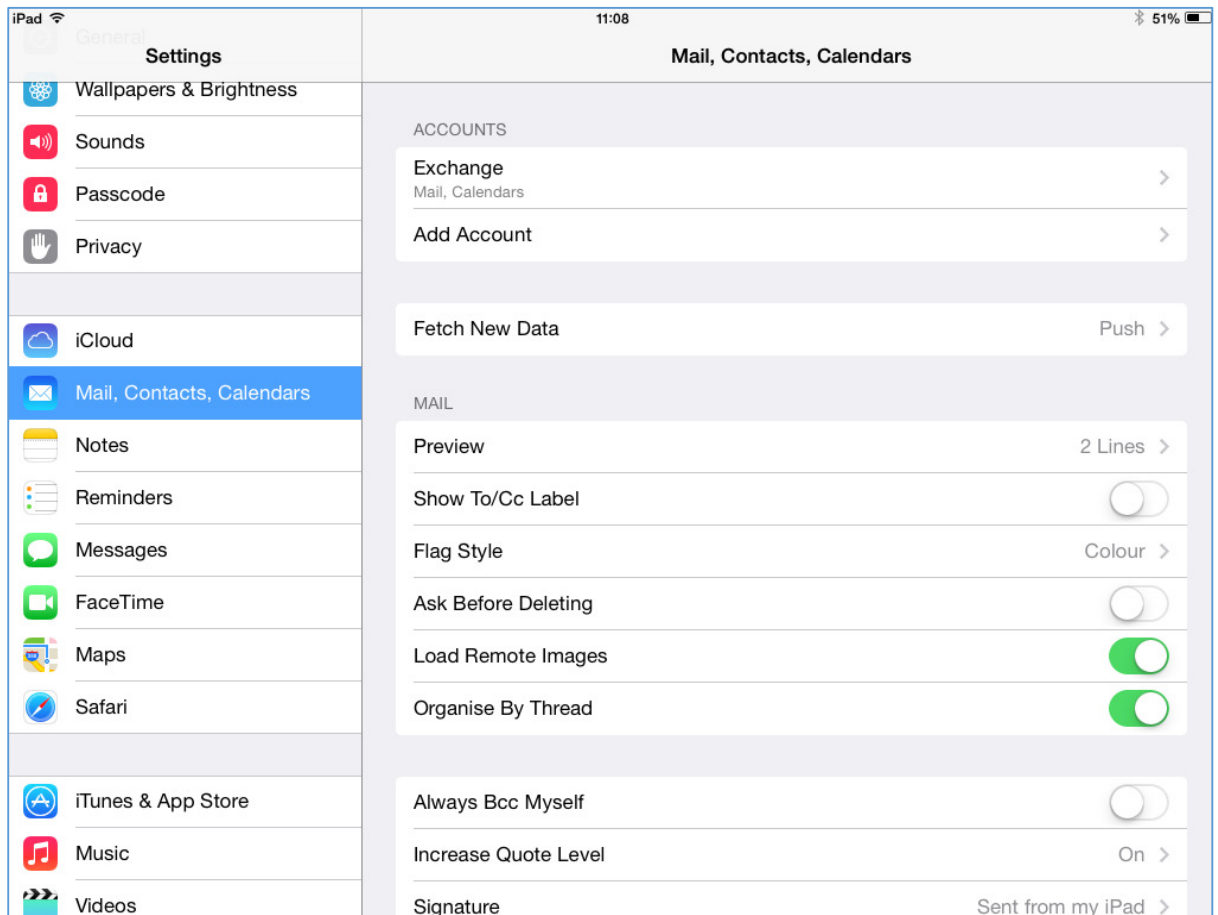 iPad 11:08 51%
General
Settings
Wallpapers & Brightness
Sounds
Passcode
Privacy
iCloud
Mail, Contacts, Calendars
Notes
Reminders
Messages
FaceTime
Maps
Safari
iTunes & App Store
Music
Videos
Mail, Contacts, Calendars
ACCOUNTS
Exchange
Mail, Calendars
Add Account
Fetch New Data Push
MAIL
Preview 2 Lines
Show To/Cc Label
Flag Style Colour
Ask Before Deleting
Load Remote Images
Organise By Thread
Always Bcc Myself
Increase Quote Level On
Signature Sent from my iPad